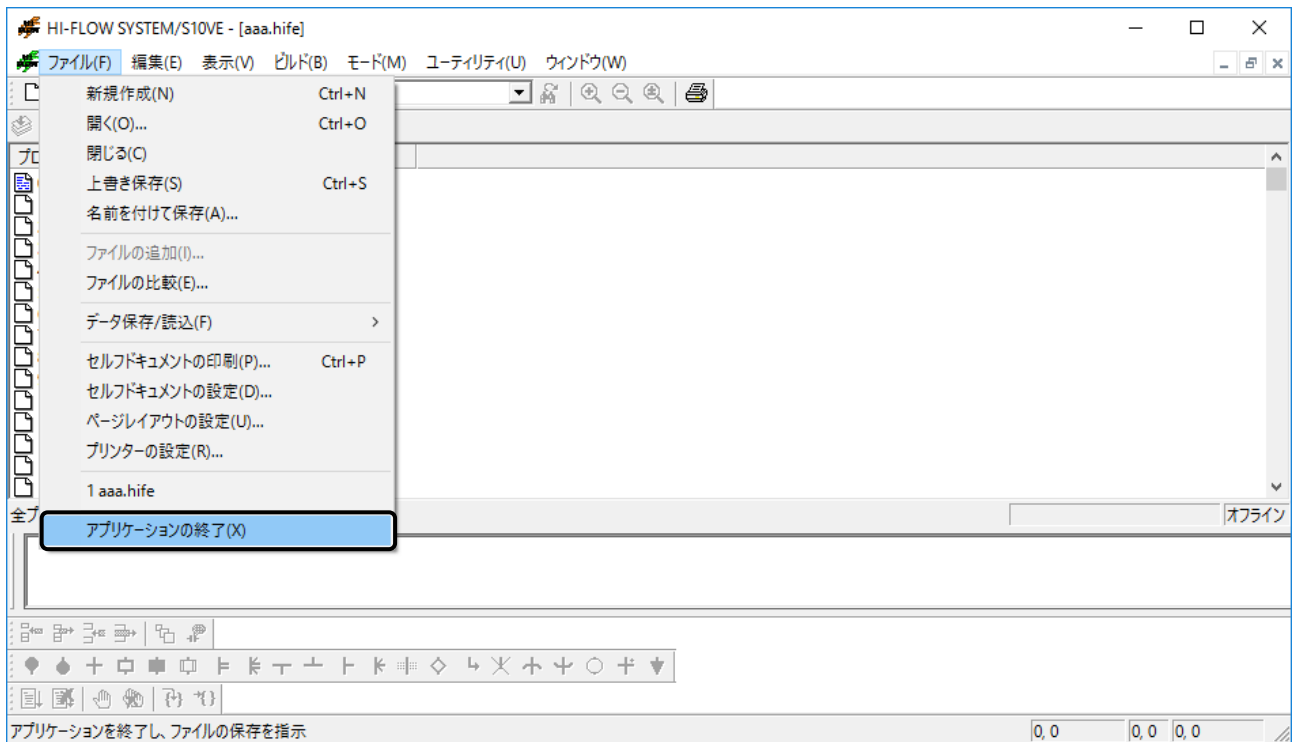 HI-FLOW SYSTEM/S10VE - [aaa.hife]
ファイル(F) 編集(E) 表示(V) ビルド(B) モード(M) ユーティリティ(U) ウィンドウ(W)
新規作成(N) Ctrl+N
開く(O)... Ctrl+O
閉じる(C)
プロ
上書き保存(S) Ctrl+S
名前を付けて保存(A)...
ファイルの追加(I)...
ファイルの比較(E)...
データ保存/読込(F)
セルフドキュメントの印刷(P)... Ctrl+P
セルフドキュメントの設定(D)...
ページレイアウトの設定(U)...
プリンターの設定(R)...
1 aaa.hife
全プ
オフライン
アプリケーションの終了(X)
アプリケーションを終了し、ファイルの保存を指示 0, 0 0, 0 0, 0